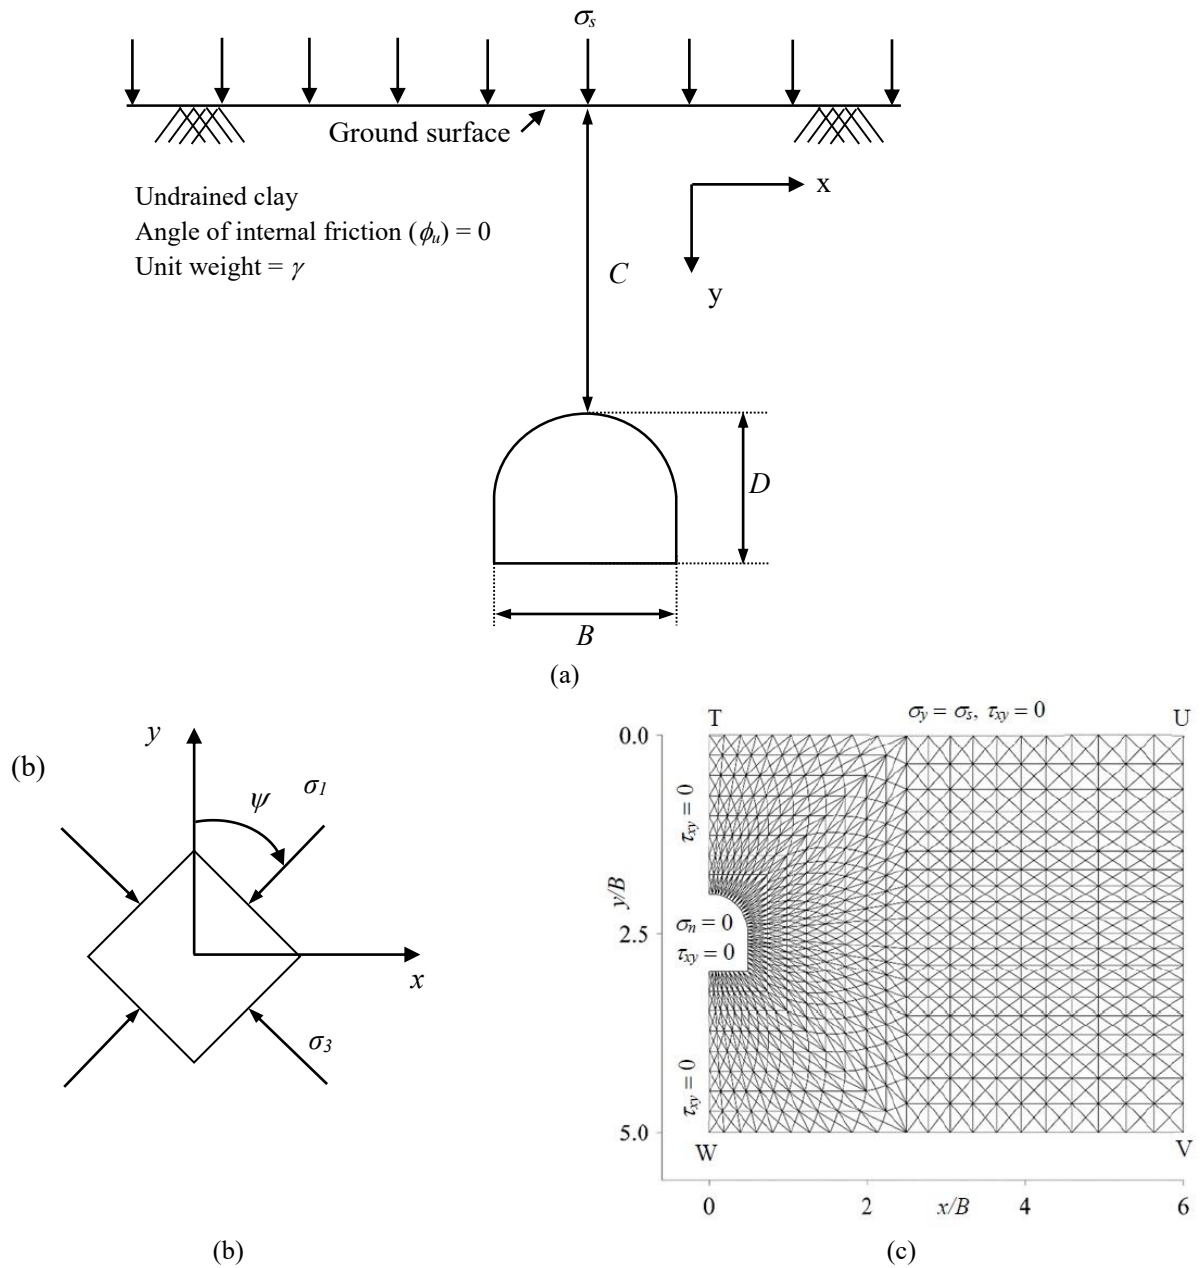 σs
Ground surface
Undrained clay
Angle of internal friction (ϕu) = 0
Unit weight = γ
x
y
C
D
B
(a)
(b)
y
ψ
σ1
x
σ3
(b)
T
σy = σs, τxy = 0
U
0.0
τxy = 0
y/B
σn = 0
τxy = 0
2.5
τxy = 0
5.0
W
V
0
2
x/B
4
6
(c)